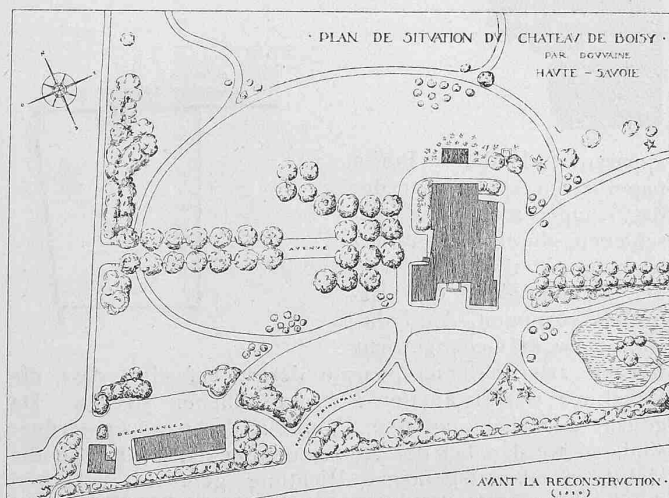 · PLAN DE SITVATION DV CHATEAV DE BOISY ·
PAR DOVVAINE
HAVTE - SAVOIE
AVENVE
DEPENDANCES
ENTRÉE PRINCIPALE
· AVANT LA RECONSTRVCTION ·